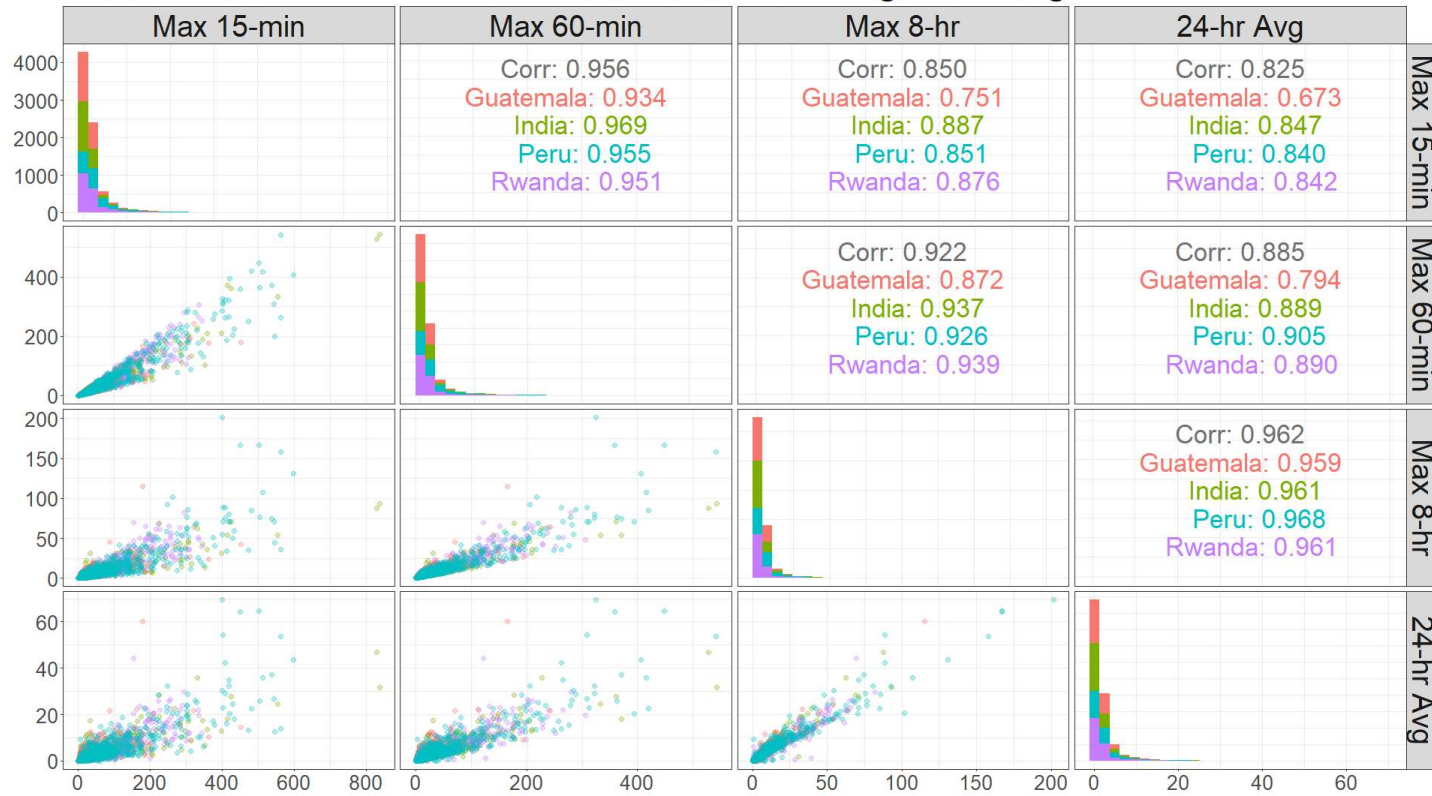 Max 15-min
Max 60-min
Max 8-hr
24-hr Avg
4000
3000
2000
1000
0
Corr: 0.956
Guatemala: 0.934
India: 0.969
Peru: 0.955
Rwanda: 0.951
Corr: 0.850
Guatemala: 0.751
India: 0.887
Peru: 0.851
Rwanda: 0.876
Corr: 0.825
Guatemala: 0.673
India: 0.847
Peru: 0.840
Rwanda: 0.842
Max 15-min
400
200
0
Corr: 0.922
Guatemala: 0.872
India: 0.937
Peru: 0.926
Rwanda: 0.939
Corr: 0.885
Guatemala: 0.794
India: 0.889
Peru: 0.905
Rwanda: 0.890
Max 60-min
200
150
100
50
0
Corr: 0.962
Guatemala: 0.959
India: 0.961
Peru: 0.968
Rwanda: 0.961
Max 8-hr
60
40
20
0
24-hr Avg
0 200 400 600 800
0 200 400
0 50 100 150 200
0 20 40 60